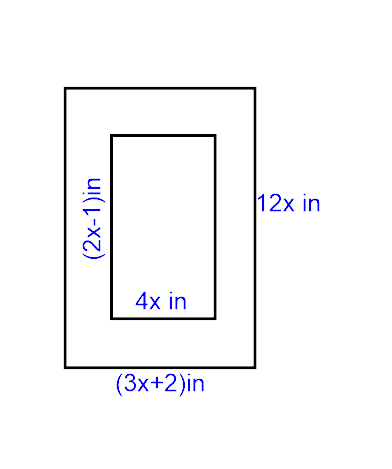 (2x-1)in
12x in
4x in
(3x+2)in